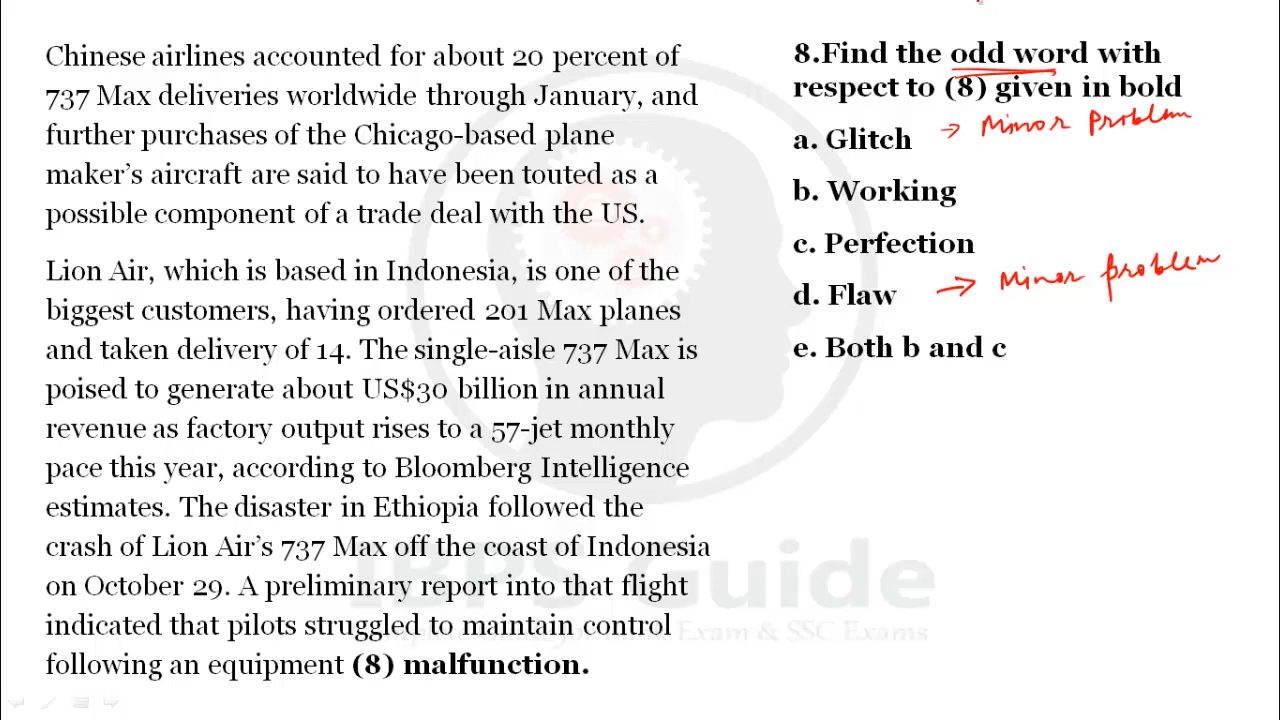 Chinese airlines accounted for about 20 percent of
737 Max deliveries worldwide through January, and
further purchases of the Chicago-based plane
maker’s aircraft are said to have been touted as a
possible component of a trade deal with the US.
Lion Air, which is based in Indonesia, is one of the
biggest customers, having ordered 201 Max planes
and taken delivery of 14. The single-aisle 737 Max is
poised to generate about US$30 billion in annual
revenue as factory output rises to a 57-jet monthly
pace this year, according to Bloomberg Intelligence
estimates. The disaster in Ethiopia followed the
crash of Lion Air’s 737 Max off the coast of Indonesia
on October 29. A preliminary report into that flight
indicated that pilots struggled to maintain control
following an equipment (8) malfunction.
8.Find the odd word with
respect to (8) given in bold
a. Glitch → Minor Problem
b. Working
c. Perfection
d. Flaw → Minor problem
e. Both b and c
IBPS Guide
for Bank Exam & SSC Exams